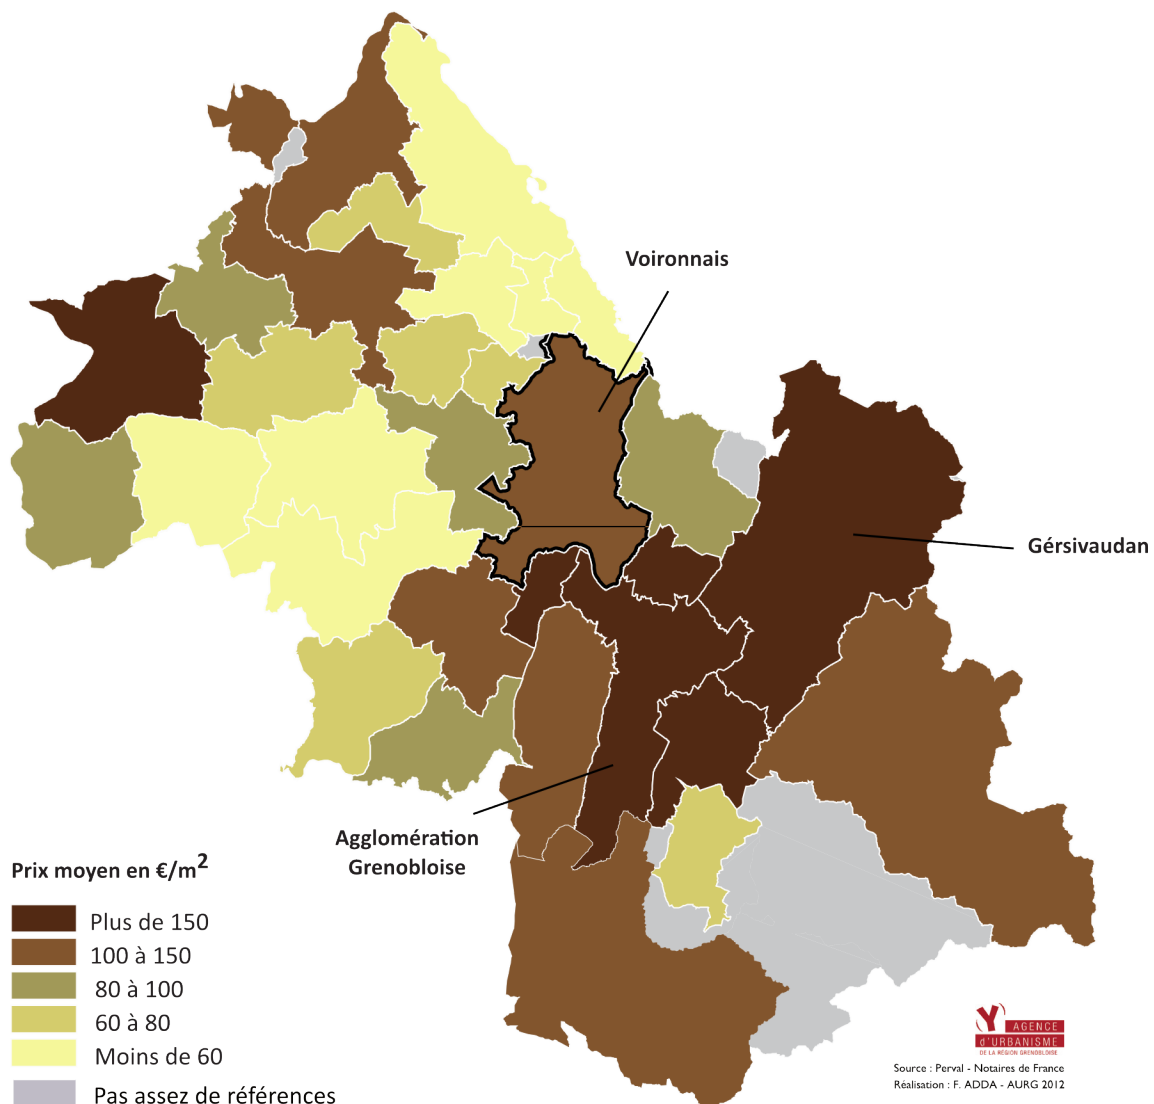 Voironnais
Gérsivaudan
Agglomération
Grenobloise
Prix moyen en €/m²
Plus de 150
100 à 150
80 à 100
60 à 80
Moins de 60
Pas assez de références
AGENCE
d'URBANISME
DE LA RÉGION GRENOBLOISE
Source : Perval - Notaires de France
Réalisation : F. ADDA - AURG 2012